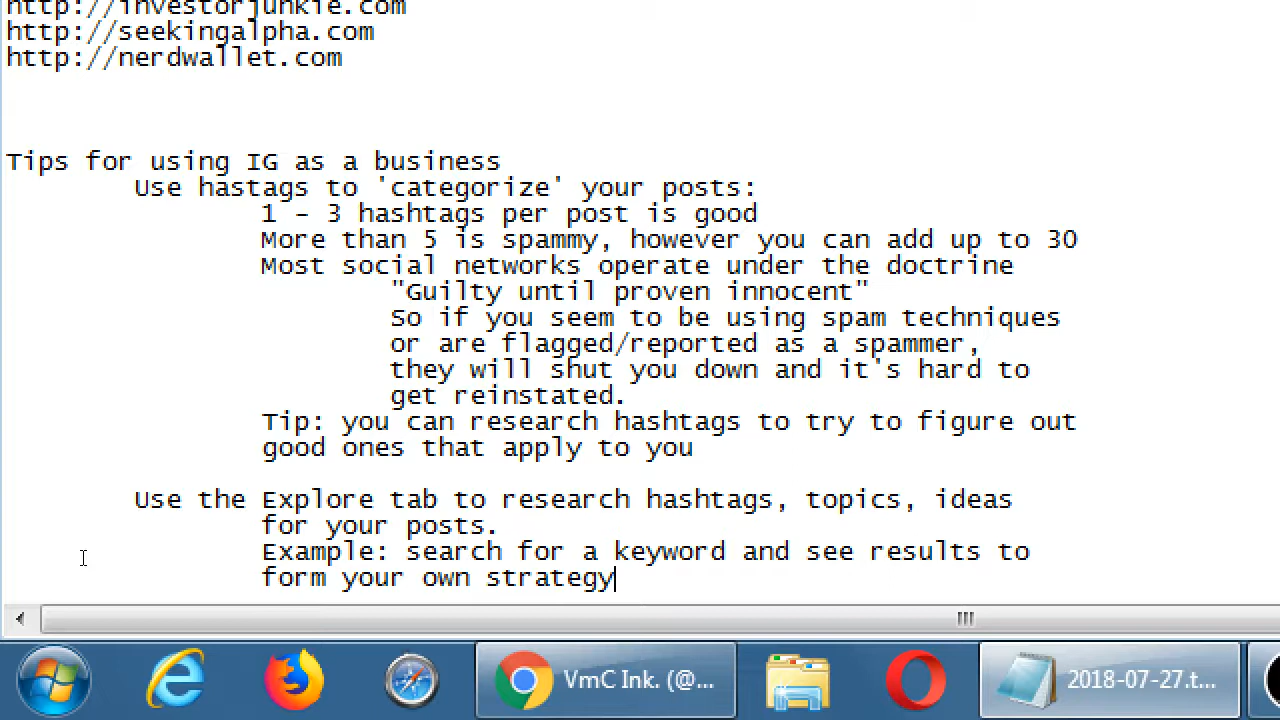 http://investorjunkie.com
http://seekingalpha.com
http://nerdwallet.com
Tips for using IG as a business
Use hastags to 'categorize' your posts:
1 - 3 hashtags per post is good
More than 5 is spammy, however you can add up to 30
Most social networks operate under the doctrine
"Guilty until proven innocent"
So if you seem to be using spam techniques
or are flagged/reported as a spammer,
they will shut you down and it's hard to
get reinstated.
Tip: you can research hashtags to try to figure out
good ones that apply to you
Use the Explore tab to research hashtags, topics, ideas
for your posts.
Example: search for a keyword and see results to
form your own strategy
VmC Ink. (@...
2018-07-27.t...